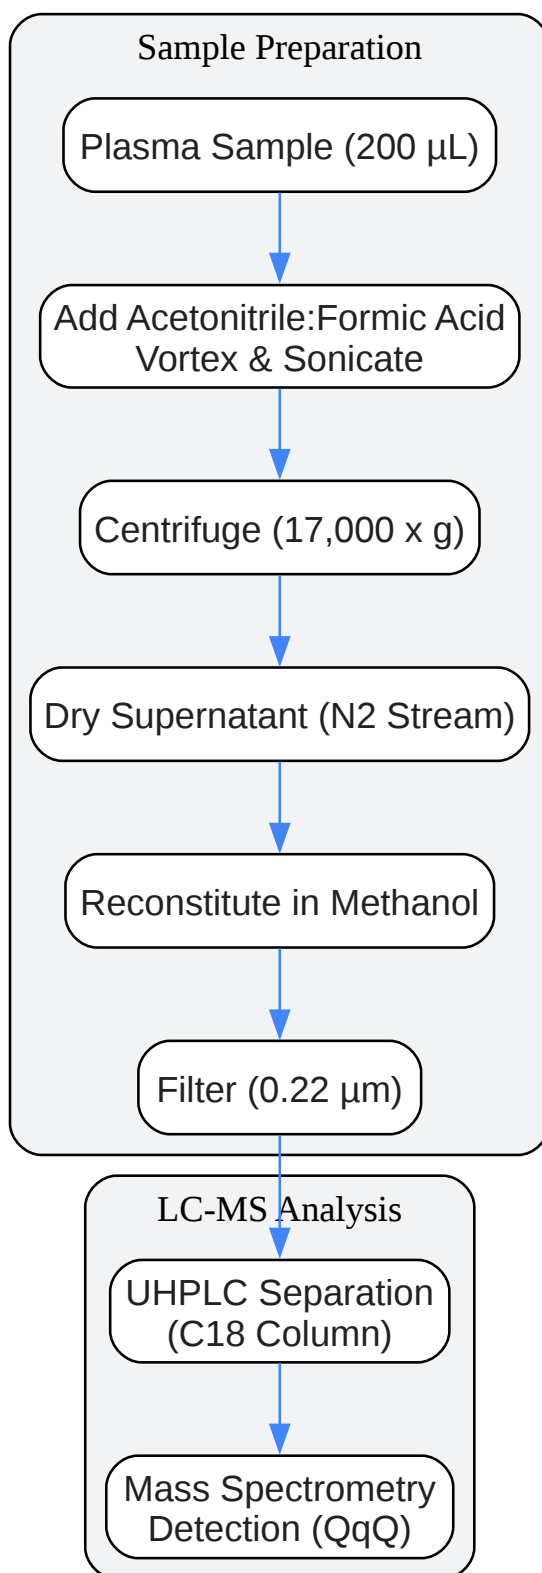 Sample Preparation
Plasma Sample (200 µL)
Add Acetonitrile:Formic Acid
Vortex & Sonicate
Centrifuge (17,000 x g)
Dry Supernatant (N2 Stream)
Reconstitute in Methanol
Filter (0.22 µm)
LC-MS Analysis
UHPLC Separation
(C18 Column)
Mass Spectrometry
Detection (QqQ)